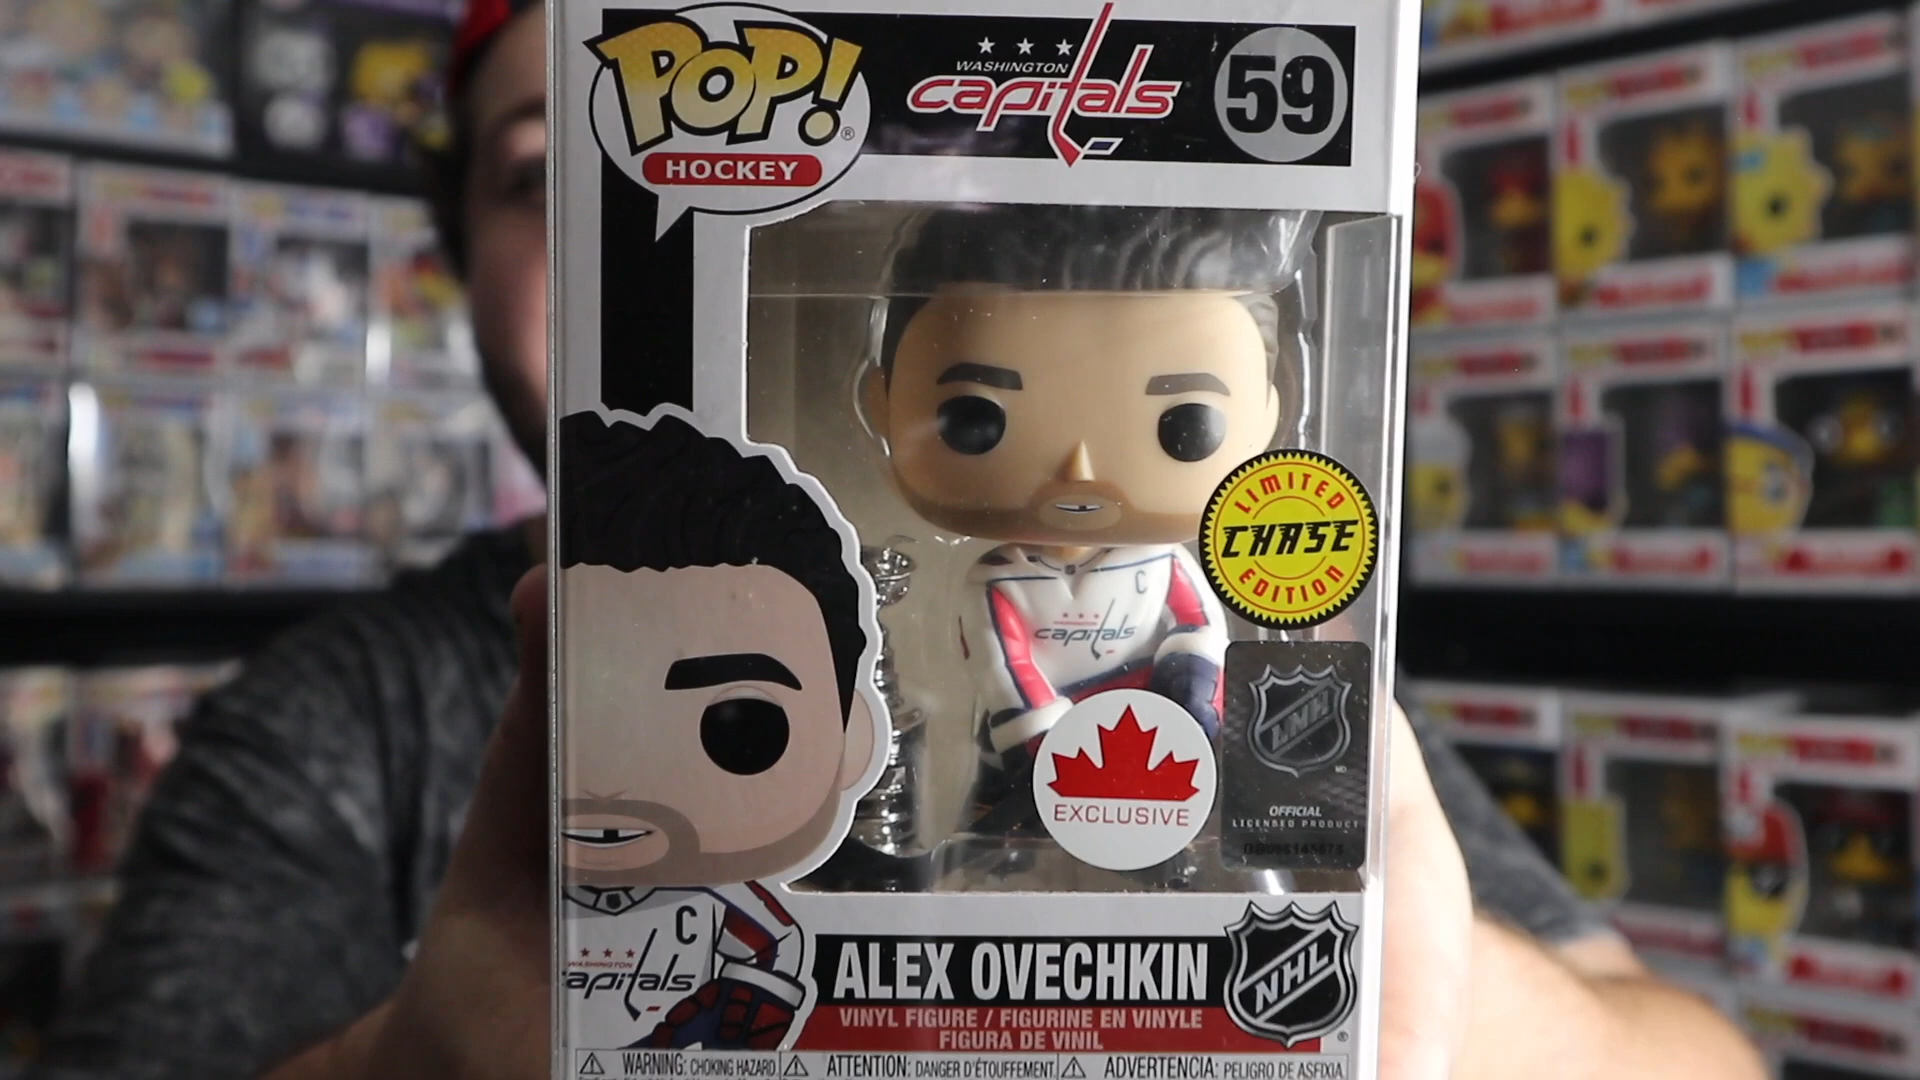 POP!®
HOCKEY
WASHINGTON
capitals
59
LIMITED
CHASE
EDITION
C
capitals
EXCLUSIVE
NHL
OFFICIAL
LICENSED PRODUCT
C
WASHINGTON
capitals
ALEX OVECHKIN
NHL
VINYL FIGURE / FIGURINE EN VINYLE
FIGURA DE VINIL
WARNING: CHOKING HAZARD. ATTENTION: DANGER D'ÉTOUFFEMENT. ADVERTENCIA: PELIGRO DE ASFIXIA